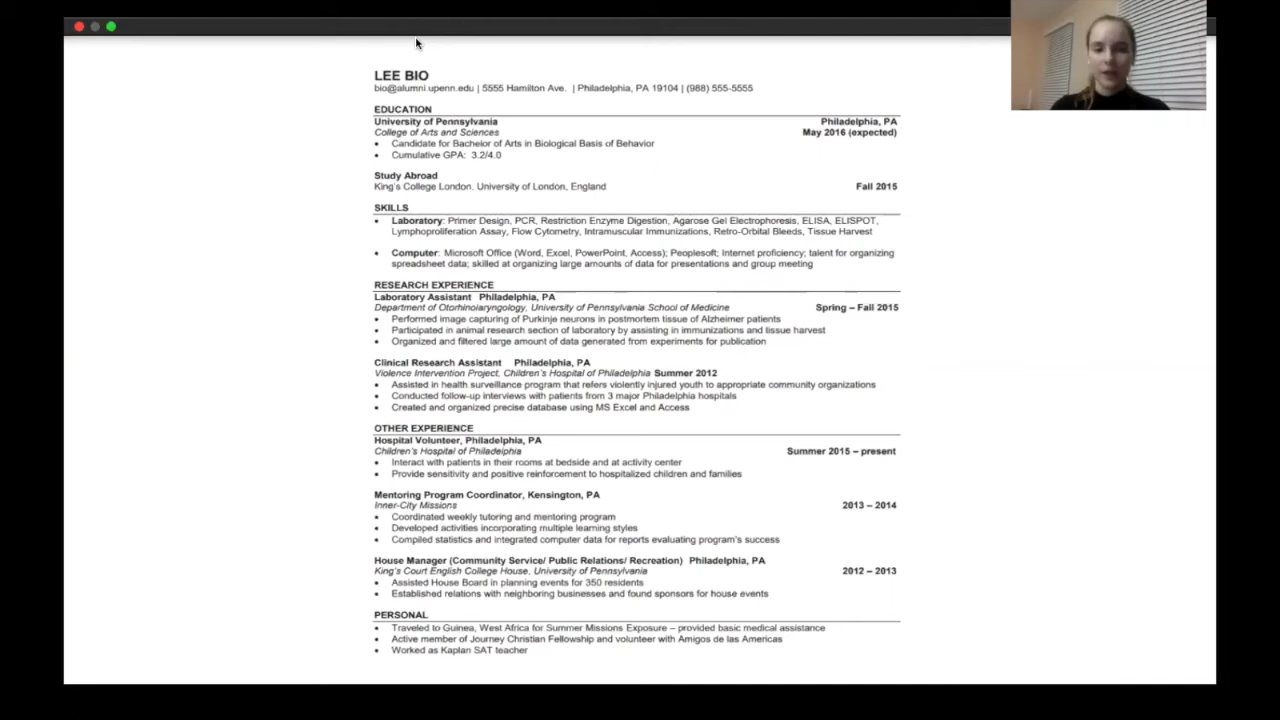 LEE BIO
bio@alumni.upenn.edu | 5555 Hamilton Ave. | Philadelphia, PA 19104 | (988) 555-5555
EDUCATION
University of Pennsylvania Philadelphia, PA
College of Arts and Sciences May 2016 (expected)
• Candidate for Bachelor of Arts in Biological Basis of Behavior
• Cumulative GPA: 3.2/4.0
Study Abroad
King's College London, University of London, England Fall 2015
SKILLS
• Laboratory: Primer Design, PCR, Restriction Enzyme Digestion, Agarose Gel Electrophoresis, ELISA, ELISPOT,
Lymphoproliferation Assay, Flow Cytometry, Intramuscular Immunizations, Retro-Orbital Bleeds, Tissue Harvest
• Computer: Microsoft Office (Word, Excel, PowerPoint, Access); Peoplesoft; Internet proficiency; talent for organizing
spreadsheet data; skilled at organizing large amounts of data for presentations and group meeting
RESEARCH EXPERIENCE
Laboratory Assistant Philadelphia, PA
Department of Otorhinolaryngology, University of Pennsylvania School of Medicine Spring – Fall 2015
• Performed image capturing of Purkinje neurons in postmortem tissue of Alzheimer patients
• Participated in animal research section of laboratory by assisting in immunizations and tissue harvest
• Organized and filtered large amount of data generated from experiments for publication
Clinical Research Assistant Philadelphia, PA
Violence Intervention Project, Children's Hospital of Philadelphia Summer 2012
• Assisted in health surveillance program that refers violently injured youth to appropriate community organizations
• Conducted follow-up interviews with patients from 3 major Philadelphia hospitals
• Created and organized precise database using MS Excel and Access
OTHER EXPERIENCE
Hospital Volunteer, Philadelphia, PA
Children's Hospital of Philadelphia Summer 2015 – present
• Interact with patients in their rooms at bedside and at activity center
• Provide sensitivity and positive reinforcement to hospitalized children and families
Mentoring Program Coordinator, Kensington, PA
Inner-City Missions 2013 – 2014
• Coordinated weekly tutoring and mentoring program
• Developed activities incorporating multiple learning styles
• Compiled statistics and integrated computer data for reports evaluating program's success
House Manager (Community Service/ Public Relations/ Recreation) Philadelphia, PA
King's Court English College House, University of Pennsylvania 2012 – 2013
• Assisted House Board in planning events for 350 residents
• Established relations with neighboring businesses and found sponsors for house events
PERSONAL
• Traveled to Guinea, West Africa for Summer Missions Exposure – provided basic medical assistance
• Active member of Journey Christian Fellowship and volunteer with Amigos de las Americas
• Worked as Kaplan SAT teacher